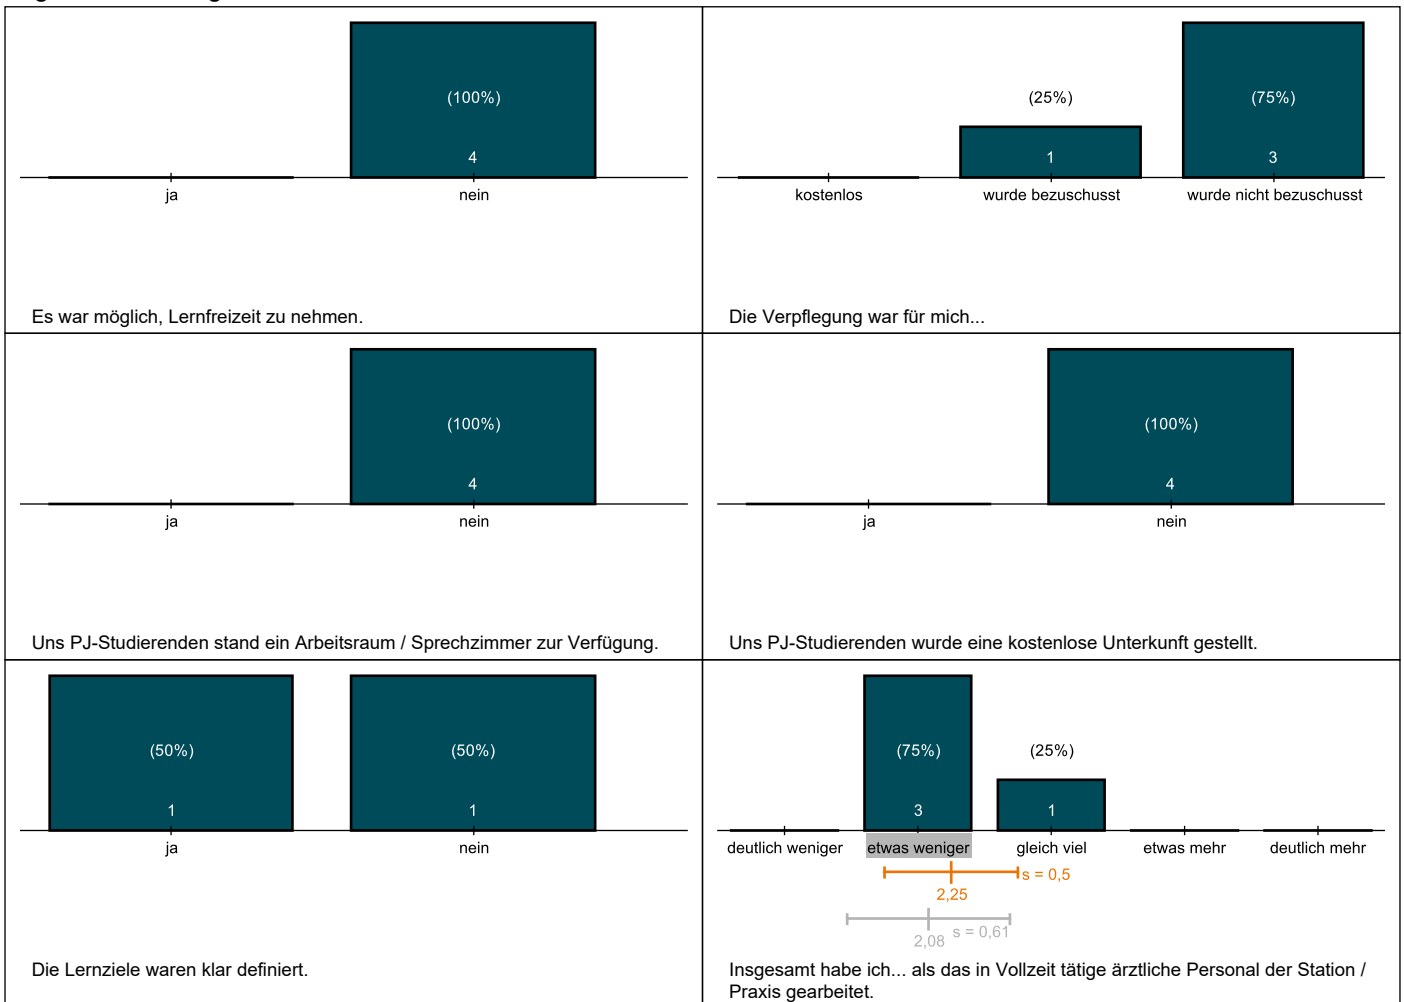 (100%)
4
ja
nein
Es war möglich, Lernfreizeit zu nehmen.
(25%)
(75%)
1
3
kostenlos
wurde bezuschusst
wurde nicht bezuschusst
Die Verpflegung war für mich...
(100%)
4
ja
nein
Uns PJ-Studierenden stand ein Arbeitsraum / Sprechzimmer zur Verfügung.
(100%)
4
ja
nein
Uns PJ-Studierenden wurde eine kostenlose Unterkunft gestellt.
(50%)
(50%)
1
1
ja
nein
Die Lernziele waren klar definiert.
(75%)
(25%)
3
1
deutlich weniger
etwas weniger
gleich viel
etwas mehr
deutlich mehr
s = 0,5
2,25
s = 0,61
2,08
Insgesamt habe ich... als das in Vollzeit tätige ärztliche Personal der Station /
Praxis gearbeitet.